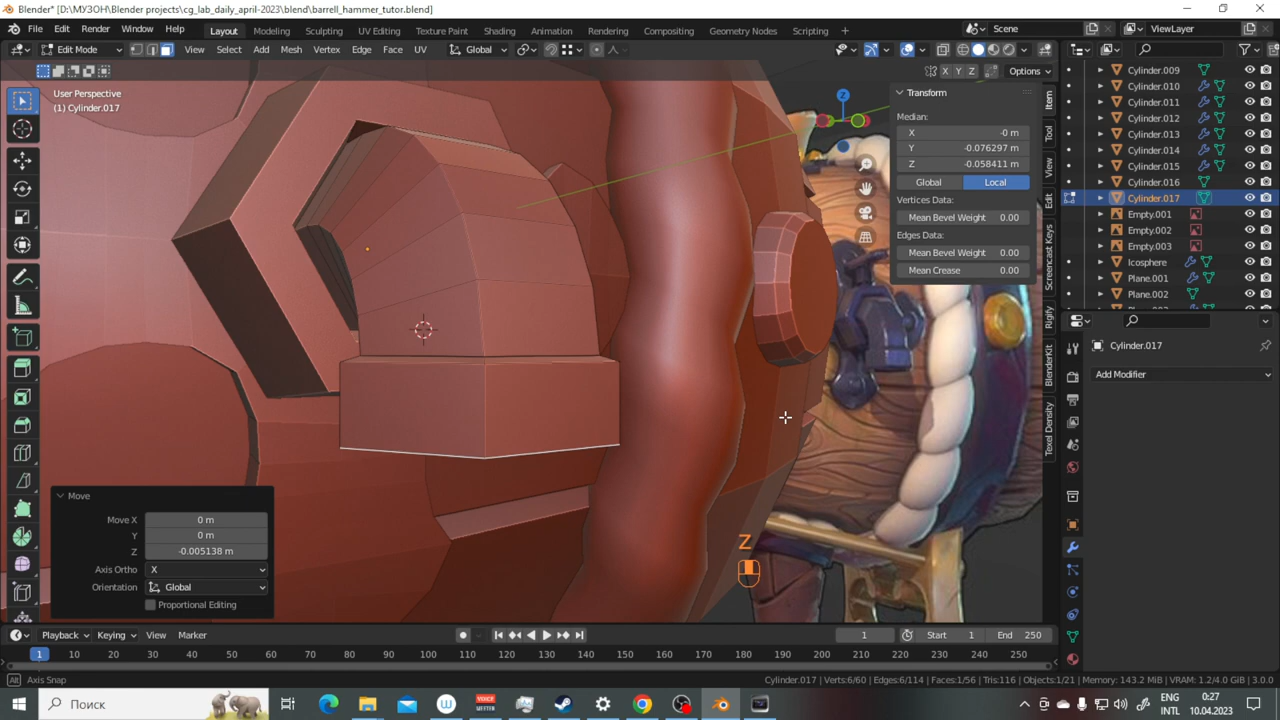 Blender* [D:\МУЗОН\Blender projects\cg_lab_daily_april-2023\blend\barrell_hammer_tutor.blend]
File Edit Render Window Help
Layout Modeling Sculpting UV Editing Texture Paint Shading Animation Rendering Compositing Geometry Nodes Scripting +
Scene ViewLayer
Edit Mode View Select Add Mesh Vertex Edge Face UV Global
X Y Z Options
User Perspective
(1) Cylinder.017
Transform
Median:
X -0 m
Y -0.076297 m
Z -0.058411 m
Global Local
Vertices Data:
Mean Bevel Weight 0.00
Edges Data:
Mean Bevel Weight 0.00
Mean Crease 0.00
Item
Tool
View
Edit
Screencast Keys
Rigify
BlenderKit
Texel Density
Z
Cylinder.009
Cylinder.010
Cylinder.011
Cylinder.012
Cylinder.013
Cylinder.014
Cylinder.015
Cylinder.016
Cylinder.017
Empty.001
Empty.002
Empty.003
Icosphere
Plane.001
Plane.002
Cylinder.017
Add Modifier
Move
Move X 0 m
Y 0 m
Z -0.005138 m
Axis Ortho X
Orientation Global
Proportional Editing
Z
Playback Keying View Marker
1 Start 1 End 250
1 10 20 30 40 50 60 70 80 90 100 110 120 130 140 150 160 170 180 190 200 210 220 230 240 250
Alt Axis Snap
Cylinder.017 | Verts:6/60 | Edges:6/114 | Faces:1/56 | Tris:116 | Objects:1/21 | Memory: 143.2 MiB | VRAM: 1.2/4.0 GiB | 3.0.0
Поиск
ENG
INTL
0:27
10.04.2023